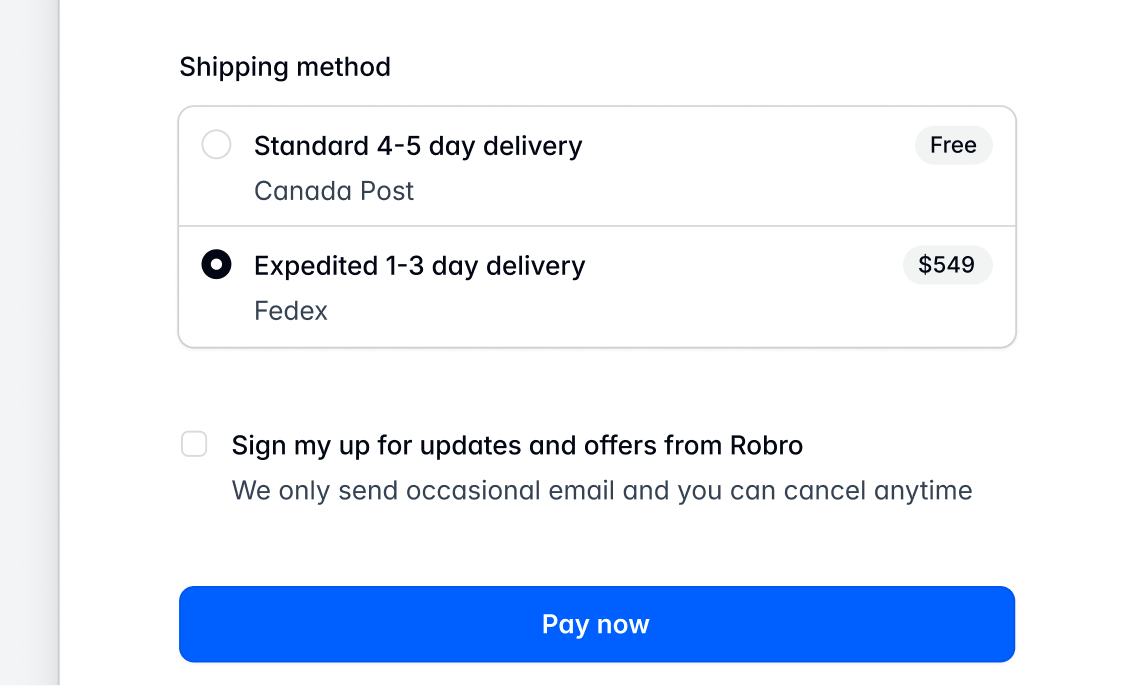 Shipping method
Standard 4-5 day delivery
Free
Canada Post
Expedited 1-3 day delivery
$549
Fedex
Sign my up for updates and offers from Robro
We only send occasional email and you can cancel anytime
Pay now